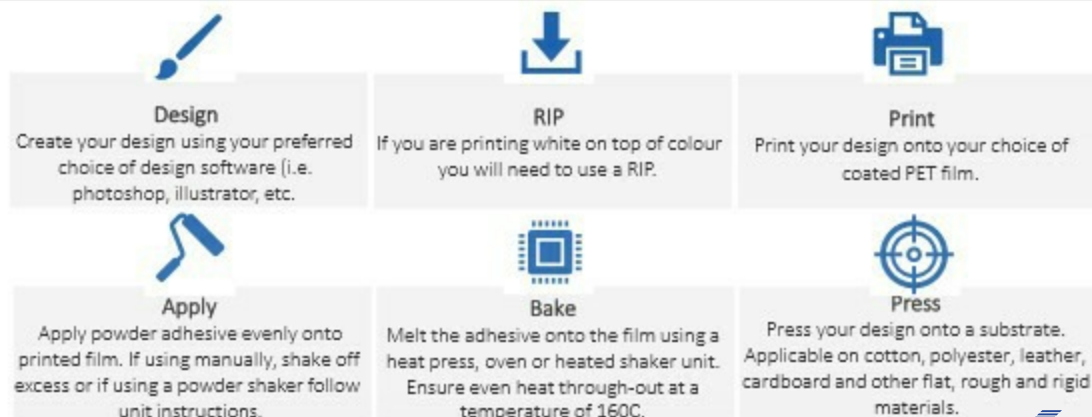 Design
Create your design using your preferred
choice of design software (i.e.
photoshop, illustrator, etc.
RIP
If you are printing white on top of colour
you will need to use a RIP.
Print
Print your design onto your choice of
coated PET film.
Apply
Apply powder adhesive evenly onto
printed film. If using manually, shake off
excess or if using a powder shaker follow
unit instructions.
Bake
Melt the adhesive onto the film using a
heat press, oven or heated shaker unit.
Ensure even heat through-out at a
temperature of 160C.
Press
Press your design onto a substrate.
Applicable on cotton, polyester, leather,
cardboard and other flat, rough and rigid
materials.